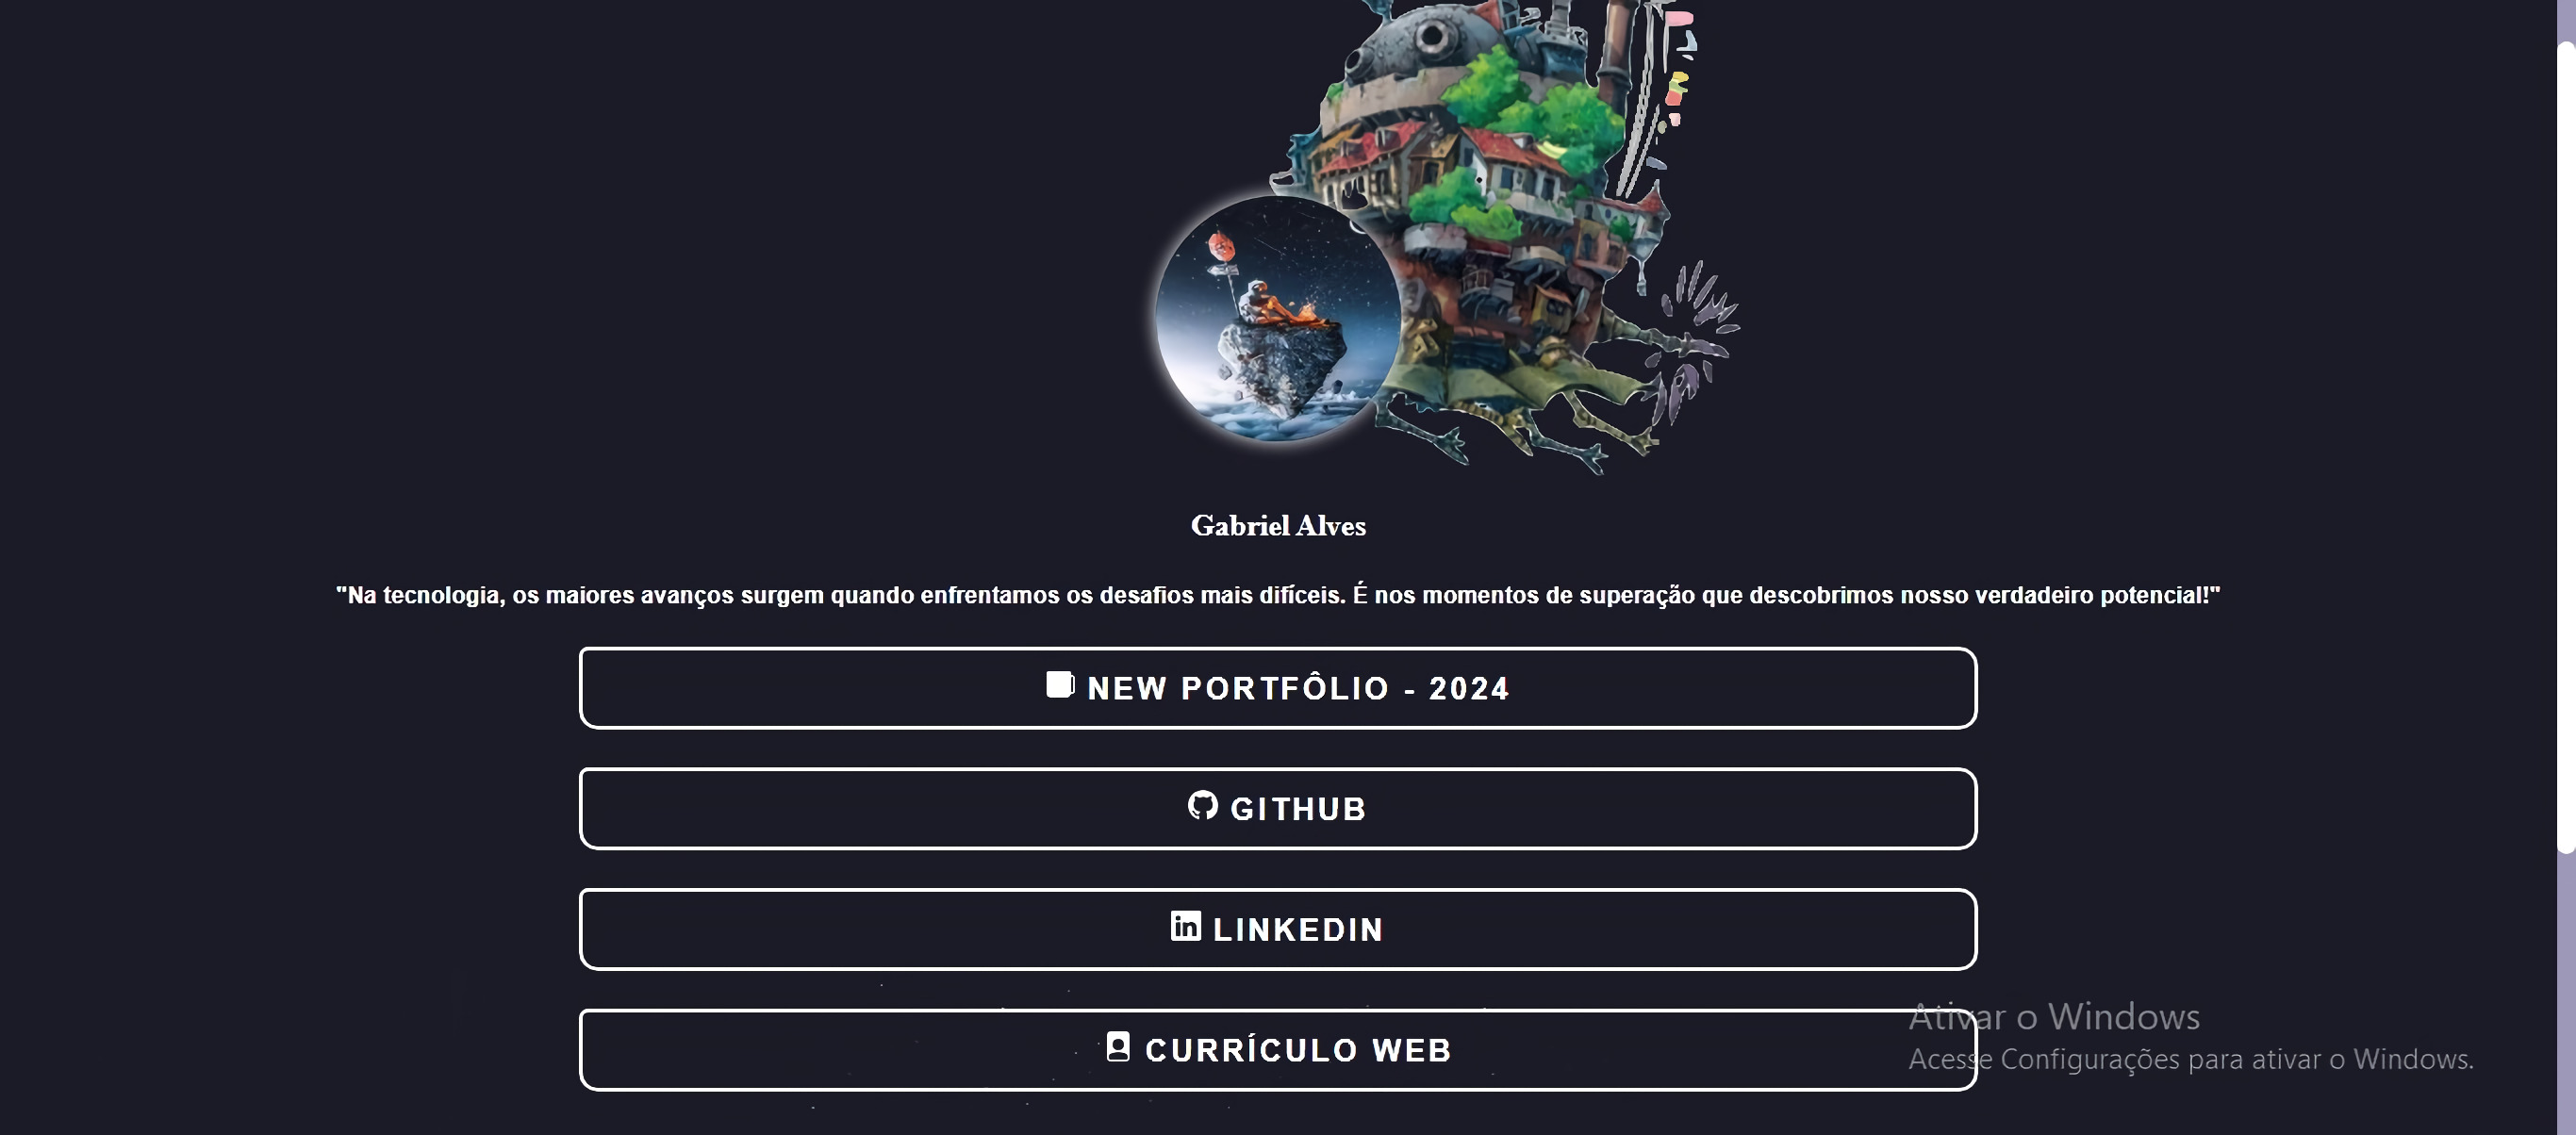 Gabriel Alves
"Na tecnologia, os maiores avanços surgem quando enfrentamos os desafios mais difíceis. É nos momentos de superação que descobrimos nosso verdadeiro potencial!"
NEW PORTFÔLIO - 2024
GITHUB
in LINKEDIN
CURRÍCULO WEB
Ativar o Windows
Acesse Configurações para ativar o Windows.